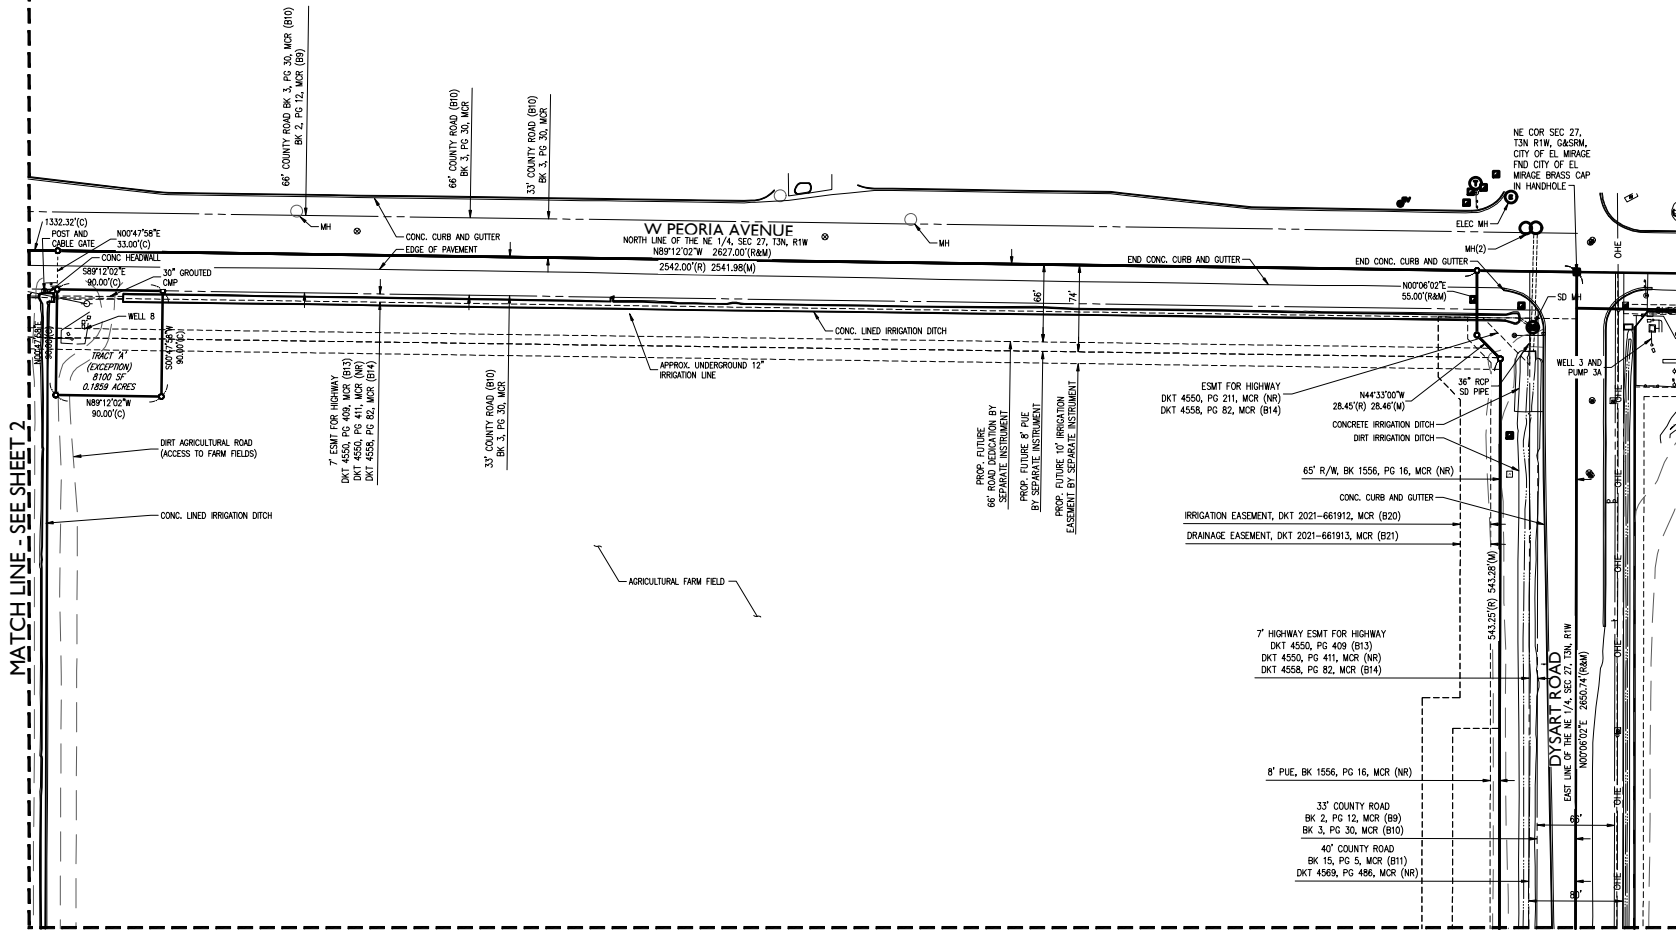 66' COUNTY ROAD BK 3, PG 30, MCR (B10)
BK 2, PG 12, MCR (B9)
66' COUNTY ROAD (B10)
BK 3, PG 30, MCR
33' COUNTY ROAD (B10)
BK 3, PG 30, MCR
NE COR SEC 27,
T3N R1W, G&SRM,
CITY OF EL MIRAGE
FND CITY OF EL
MIRAGE BRASS CAP
IN HANDHOLE
ELEC MH
MH(2)
1332.32'(C)
POST AND
CABLE GATE
N00°47'58"E
33.00'(C)
CONC HEADWALL
S89°12'02"E
90.00'(C)
30" GROUTED
CMP
MH
CONC. CURB AND GUTTER
EDGE OF PAVEMENT
W PEORIA AVENUE
NORTH LINE OF THE NE 1/4, SEC 27, T3N, R1W
N89°12'02"W 2627.00'(R&M)
2542.00'(R) 2541.98(M)
MH
END CONC. CURB AND GUTTER
END CONC. CURB AND GUTTER
N00°06'02"E
55.00'(R&M)
SD MH
WELL 8
N00°47'58"E
90.00'(C)
S00°47'58"W
90.00'(C)
TRACT 'A'
(EXCEPTION)
8100 SF
0.1859 ACRES
N89°12'02"W
90.00'(C)
66'
74'
CONC. LINED IRRIGATION DITCH
APPROX. UNDERGROUND 12"
IRRIGATION LINE
7' ESMT FOR HIGHWAY
DKT 4550, PG 409, MCR (B13)
DKT 4550, PG 411, MCR (NR)
DKT 4558, PG 82, MCR (B14)
33' COUNTY ROAD (B10)
BK 3, PG 30, MCR
PROP. FUTURE
66' ROAD DEDICATION BY
SEPARATE INSTRUMENT
PROP. FUTURE 8' PUE
BY SEPARATE INSTRUMENT
PROP. FUTURE 10' IRRIGATION
EASEMENT BY SEPARATE INSTRUMENT
ESMT FOR HIGHWAY
DKT 4550, PG 211, MCR (NR)
DKT 4558, PG 82, MCR (B14)
WELL 3 AND
PUMP 3A
36" RCP
SD PIPE
N44°33'00"W
28.45'(R) 28.46'(M)
CONCRETE IRRIGATION DITCH
DIRT IRRIGATION DITCH
65' R/W, BK 1556, PG 16, MCR (NR)
CONC. CURB AND GUTTER
IRRIGATION EASEMENT, DKT 2021-661912, MCR (B20)
DRAINAGE EASEMENT, DKT 2021-661913, MCR (B21)
MATCH LINE - SEE SHEET 2
DIRT AGRICULTURAL ROAD
(ACCESS TO FARM FIELDS)
CONC. LINED IRRIGATION DITCH
AGRICULTURAL FARM FIELD
543.25'(R) 543.28'(M)
7' HIGHWAY ESMT FOR HIGHWAY
DKT 4550, PG 409 (B13)
DKT 4550, PG 411, MCR (NR)
DKT 4558, PG 82, MCR (B14)
DYSART ROAD
EAST LINE OF THE NE 1/4, SEC 27, T3N, R1W
N00°06'02"E 2650.74'(R&M)
8' PUE, BK 1556, PG 16, MCR (NR)
33' COUNTY ROAD
BK 2, PG 12, MCR (B9)
BK 3, PG 30, MCR (B10)
40' COUNTY ROAD
BK 15, PG 5, MCR (B11)
DKT 4569, PG 486, MCR (NR)
80'
OHE
OHE
OHE
OHE
OHE
OHE
OHE
OHE